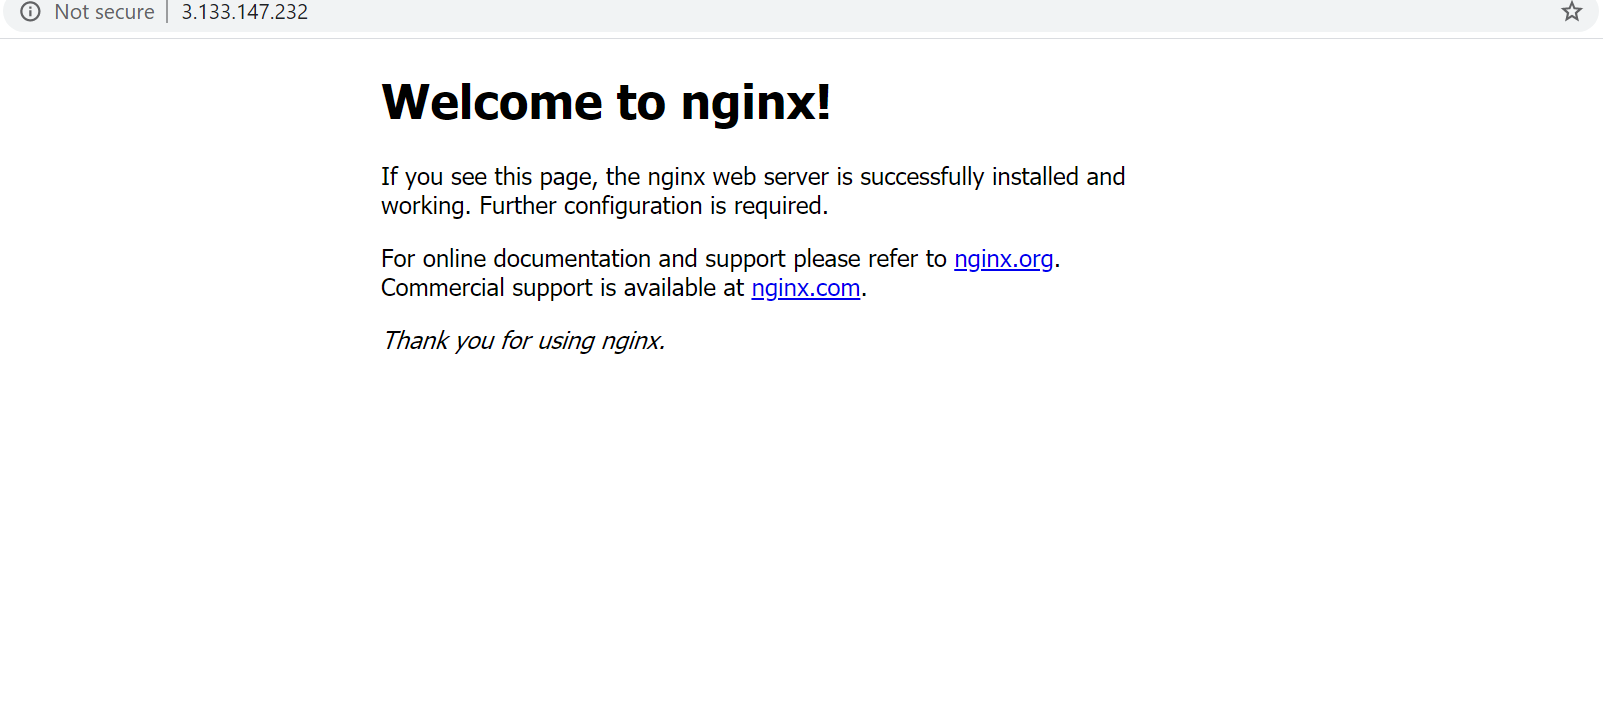 Not secure | 3.133.147.232
Welcome to nginx!
If you see this page, the nginx web server is successfully installed and
working. Further configuration is required.
For online documentation and support please refer to nginx.org.
Commercial support is available at nginx.com.
Thank you for using nginx.